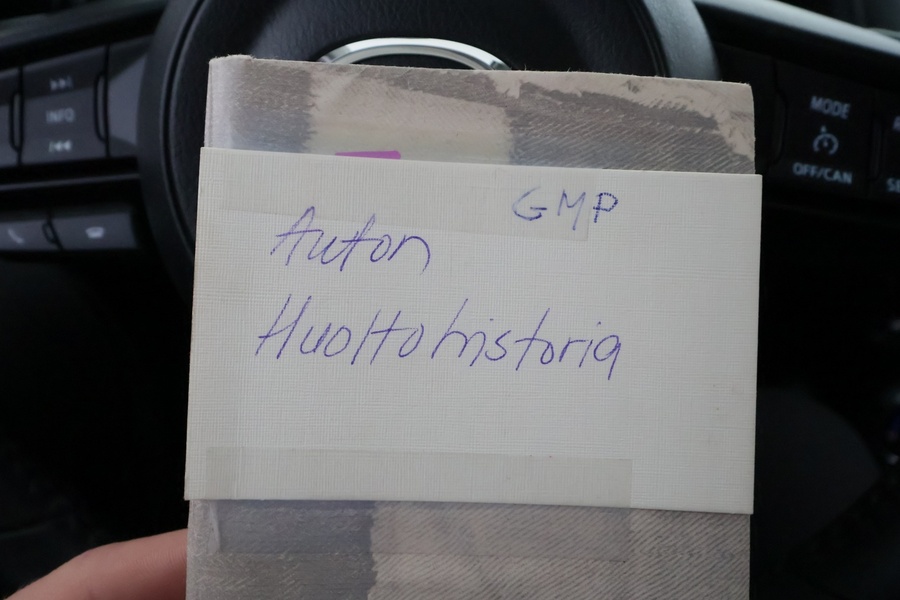 GMP
Auton
Huoltohistoria
INFO
MODE
OFF/CAN